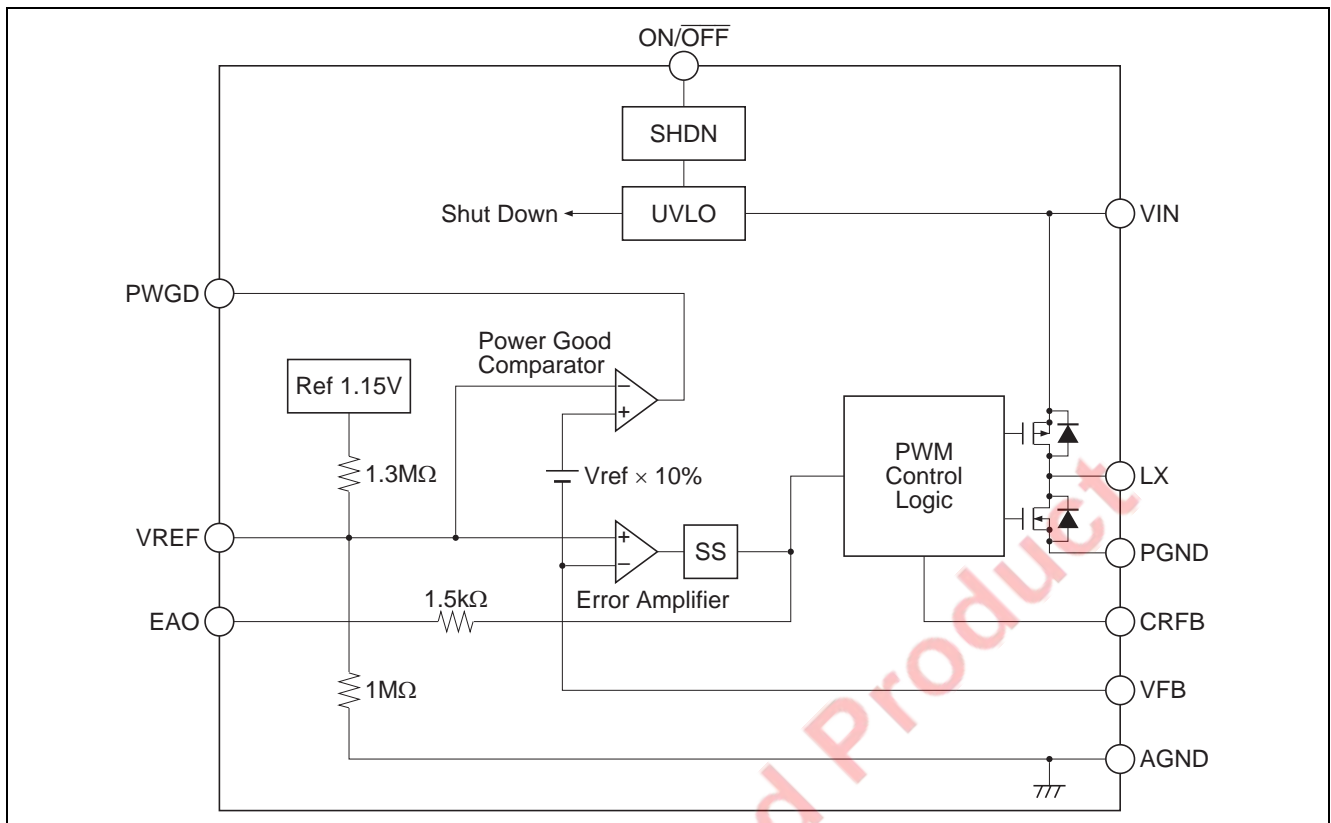 ON/OFF
SHDN
Shut Down
UVLO
VIN
PWGD
Power Good
Comparator
Ref 1.15V
−
+
1.3MΩ
Vref × 10%
PWM
Control
Logic
LX
VREF
+
−
SS
PGND
1.5kΩ
Error Amplifier
EAO
CRFB
1MΩ
VFB
AGND
d Product